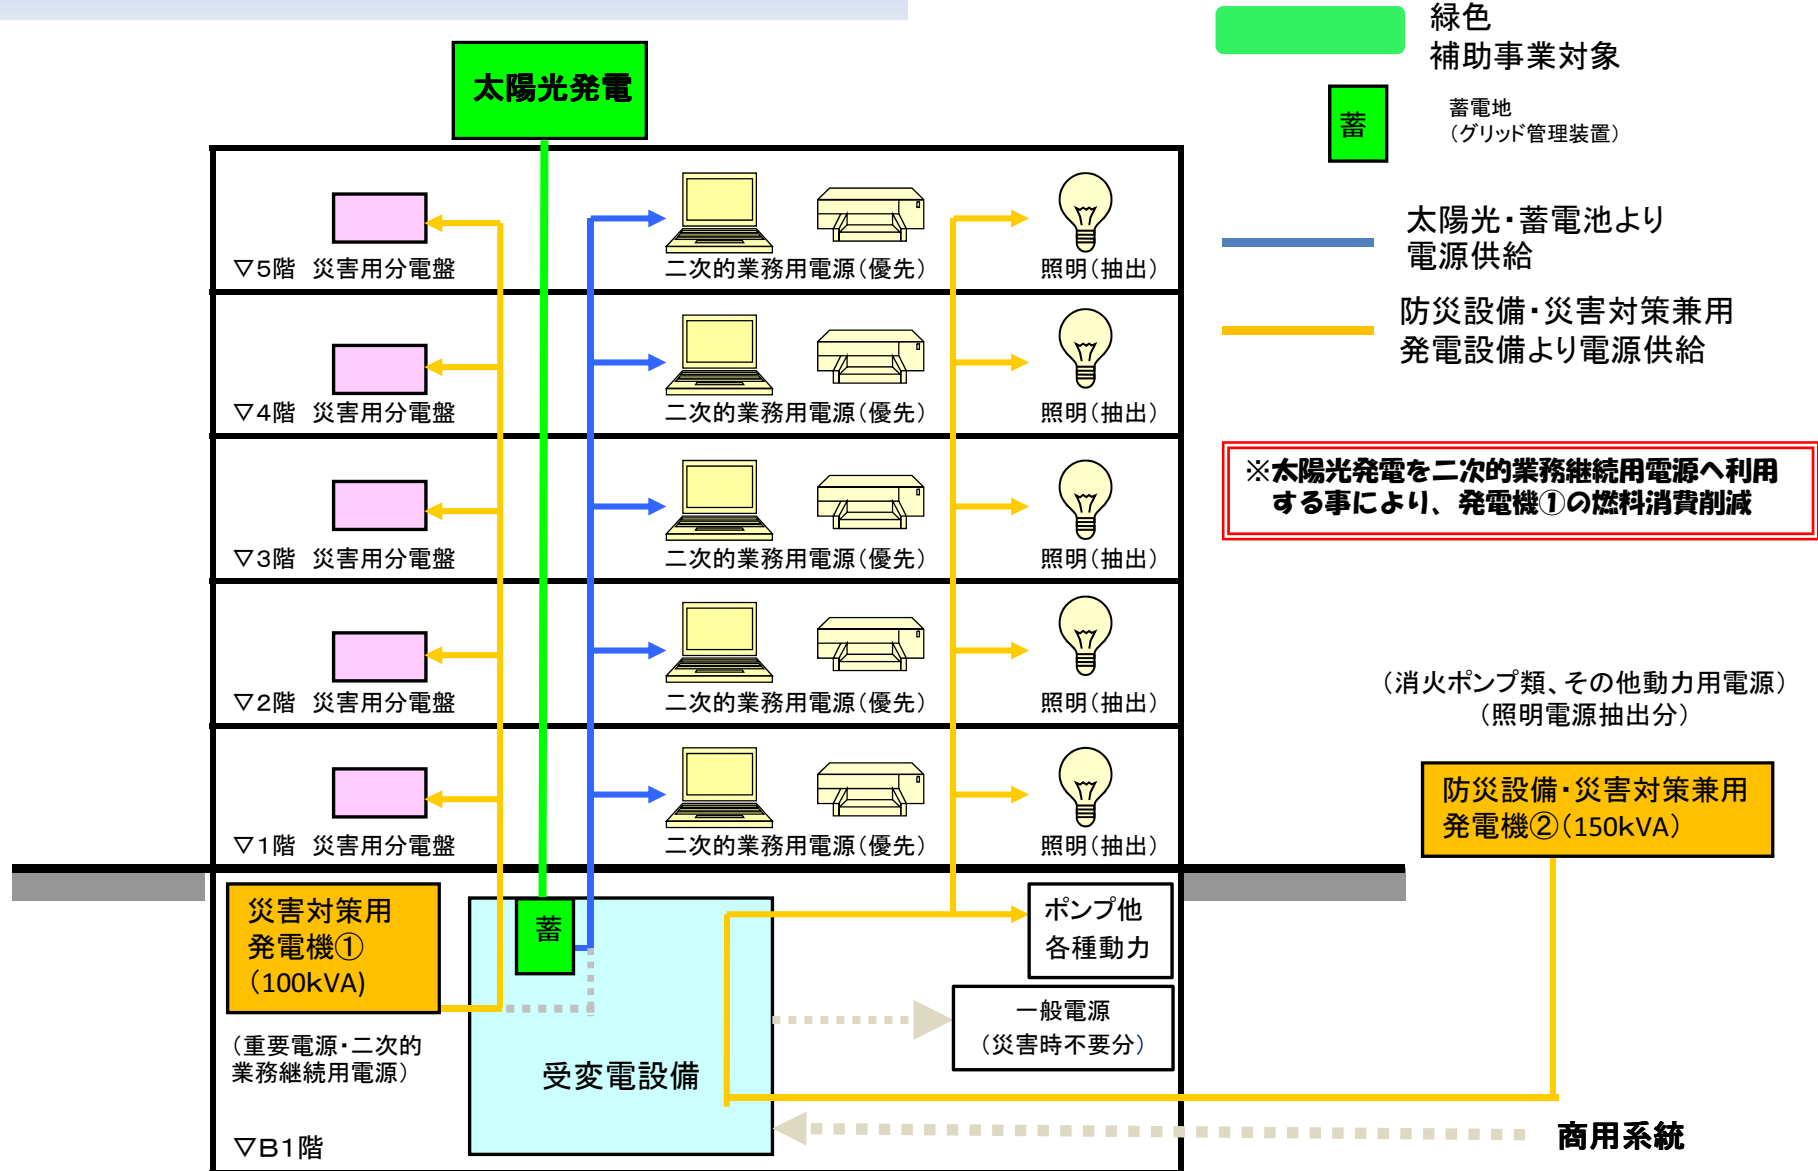 緑色
補助事業対象
太陽光発電
蓄
蓄電地
（グリッド管理装置）
太陽光・蓄電池より
電源供給
防災設備・災害対策兼用
発電設備より電源供給
▽5階 災害用分電盤
二次的業務用電源（優先）
照明（抽出）
▽4階 災害用分電盤
二次的業務用電源（優先）
照明（抽出）
※太陽光発電を二次的業務継続用電源へ利用
する事により、発電機①の燃料消費削減
▽3階 災害用分電盤
二次的業務用電源（優先）
照明（抽出）
▽2階 災害用分電盤
二次的業務用電源（優先）
照明（抽出）
（消火ポンプ類、その他動力用電源）
（照明電源抽出分）
防災設備・災害対策兼用
発電機②（150kVA）
▽1階 災害用分電盤
二次的業務用電源（優先）
照明（抽出）
災害対策用
発電機①
（100kVA)
蓄
ポンプ他
各種動力
一般電源
（災害時不要分）
（重要電源・二次的
業務継続用電源）
受変電設備
▽B1階
商用系統